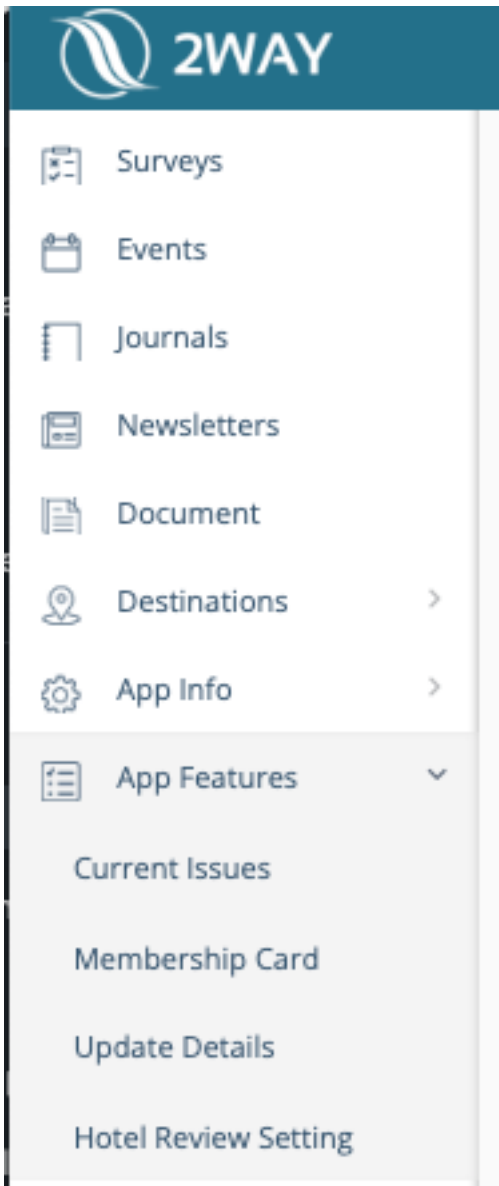 2WAY
Surveys
Events
Journals
Newsletters
Document
Destinations
App Info
App Features
Current Issues
Membership Card
Update Details
Hotel Review Setting